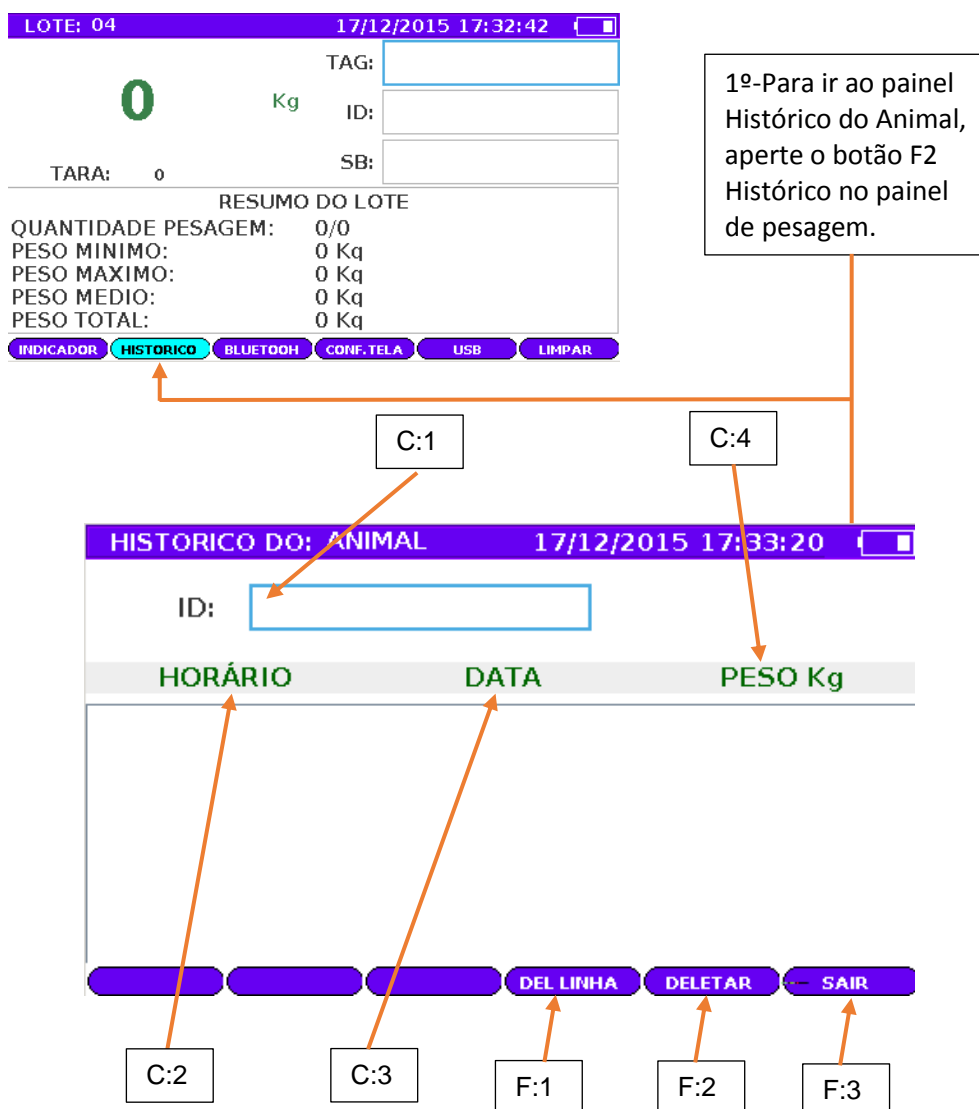 LOTE: 04 17/12/2015 17:32:42
TAG:
0 Kg
ID:
SB:
TARA: 0
RESUMO DO LOTE
QUANTIDADE PESAGEM: 0/0
PESO MINIMO: 0 Kg
PESO MAXIMO: 0 Kg
PESO MEDIO: 0 Kg
PESO TOTAL: 0 Kg
INDICADOR HISTORICO BLUETOOH CONF.TELA USB LIMPAR
1º-Para ir ao painel
Histórico do Animal,
aperte o botão F2
Histórico no painel
de pesagem.
C:1
C:4
HISTORICO DO: ANIMAL 17/12/2015 17:33:20
ID:
HORÁRIO DATA PESO Kg
DEL LINHA DELETAR SAIR
C:2
C:3
F:1
F:2
F:3